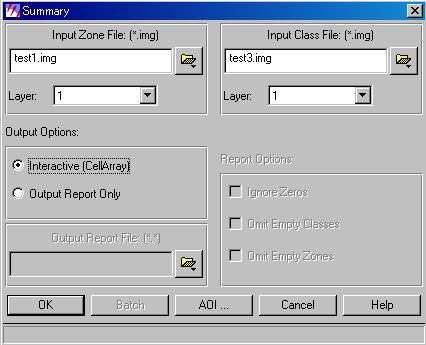 Summary
Input Zone File: (*.img)
Input Class File: (*.img)
test1.img
test3.img
Layer: 1
Layer: 1
Output Options:
Interactive (CellArray)
Output Report Only
Report Options:
Ignore Zeros
Omit Empty Classes
Omit Empty Zones
Output Report File: (*.*)
OK Batch AOI ... Cancel Help